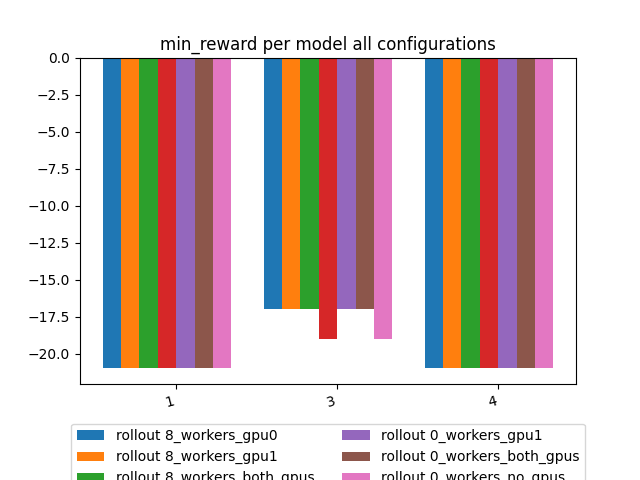 min_reward per model all configurations
0.0
−2.5
−5.0
−7.5
−10.0
−12.5
−15.0
−17.5
−20.0
1 3 4
rollout 8_workers_gpu0 rollout 0_workers_gpu1
rollout 8_workers_gpu1 rollout 0_workers_both_gpus
rollout 8_workers_both_gpus rollout 0_workers_no_gpus